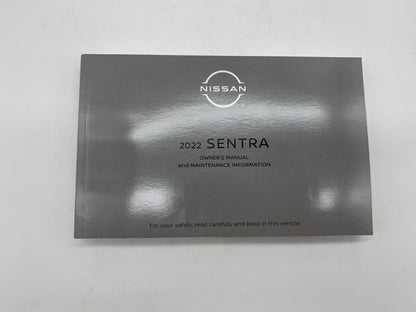 NISSAN
2022 SENTRA
OWNER'S MANUAL
and MAINTENANCE INFORMATION
For your safety, read carefully and keep in this vehicle.